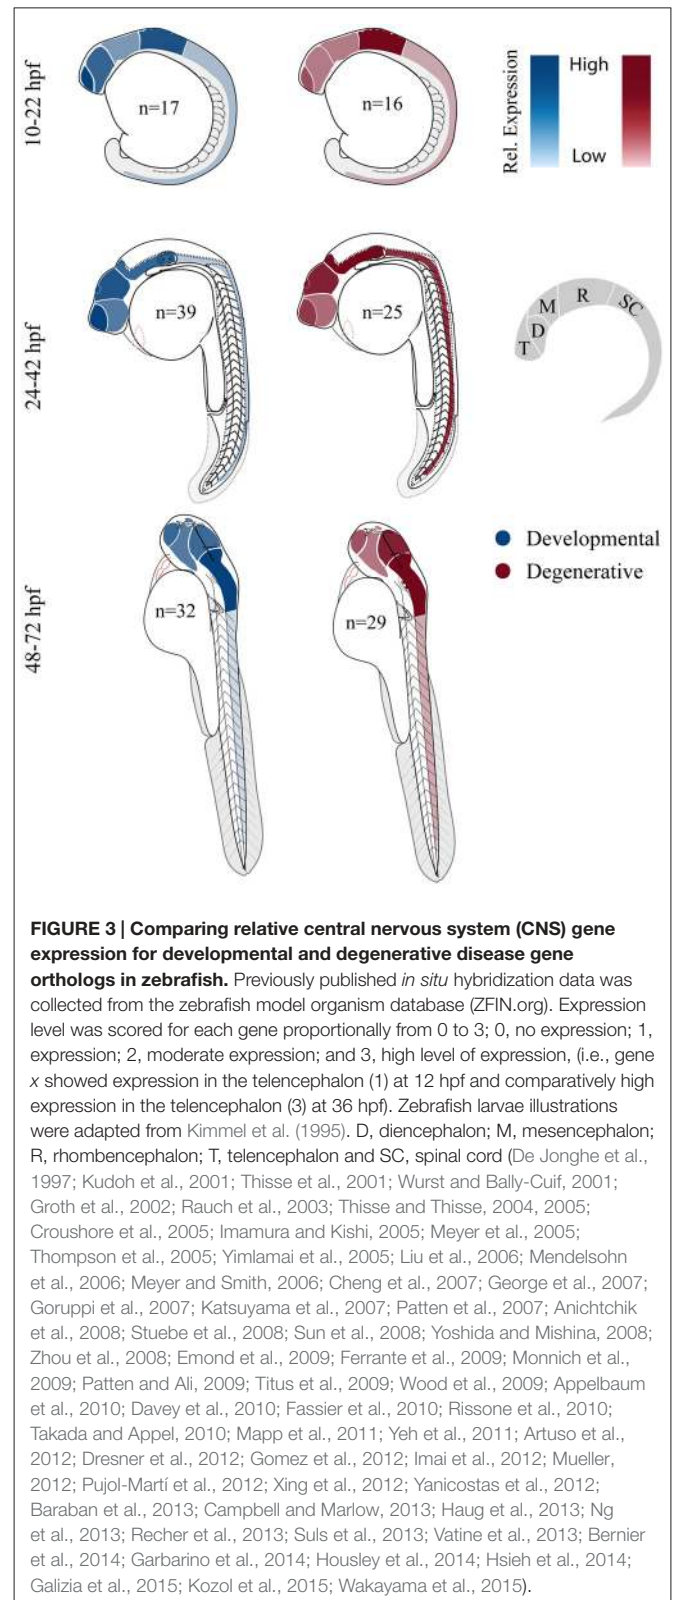 10-22 hpf
n=17
n=16
Rel. Expression
High
Low
24-42 hpf
n=39
n=25
M
R
SC
D
T
48-72 hpf
n=32
n=29
Developmental
Degenerative
FIGURE 3 | Comparing relative central nervous system (CNS) gene
expression for developmental and degenerative disease gene
orthologs in zebrafish. Previously published in situ hybridization data was
collected from the zebrafish model organism database (ZFIN.org). Expression
level was scored for each gene proportionally from 0 to 3; 0, no expression; 1,
expression; 2, moderate expression; and 3, high level of expression, (i.e., gene
x showed expression in the telencephalon (1) at 12 hpf and comparatively high
expression in the telencephalon (3) at 36 hpf). Zebrafish larvae illustrations
were adapted from Kimmel et al. (1995). D, diencephalon; M, mesencephalon;
R, rhombencephalon; T, telencephalon and SC, spinal cord (De Jonghe et al.,
1997; Kudoh et al., 2001; Thisse et al., 2001; Wurst and Bally-Cuif, 2001;
Groth et al., 2002; Rauch et al., 2003; Thisse and Thisse, 2004, 2005;
Croushore et al., 2005; Imamura and Kishi, 2005; Meyer et al., 2005;
Thompson et al., 2005; Yimlamai et al., 2005; Liu et al., 2006; Mendelsohn
et al., 2006; Meyer and Smith, 2006; Cheng et al., 2007; George et al., 2007;
Goruppi et al., 2007; Katsuyama et al., 2007; Patten et al., 2007; Anichtchik
et al., 2008; Stuebe et al., 2008; Sun et al., 2008; Yoshida and Mishina, 2008;
Zhou et al., 2008; Emond et al., 2009; Ferrante et al., 2009; Monnich et al.,
2009; Patten and Ali, 2009; Titus et al., 2009; Wood et al., 2009; Appelbaum
et al., 2010; Davey et al., 2010; Fassier et al., 2010; Rissone et al., 2010;
Takada and Appel, 2010; Mapp et al., 2011; Yeh et al., 2011; Artuso et al.,
2012; Dresner et al., 2012; Gomez et al., 2012; Imai et al., 2012; Mueller,
2012; Pujol-Martí et al., 2012; Xing et al., 2012; Yanicostas et al., 2012;
Baraban et al., 2013; Campbell and Marlow, 2013; Haug et al., 2013; Ng
et al., 2013; Recher et al., 2013; Suls et al., 2013; Vatine et al., 2013; Bernier
et al., 2014; Garbarino et al., 2014; Housley et al., 2014; Hsieh et al., 2014;
Galizia et al., 2015; Kozol et al., 2015; Wakayama et al., 2015).